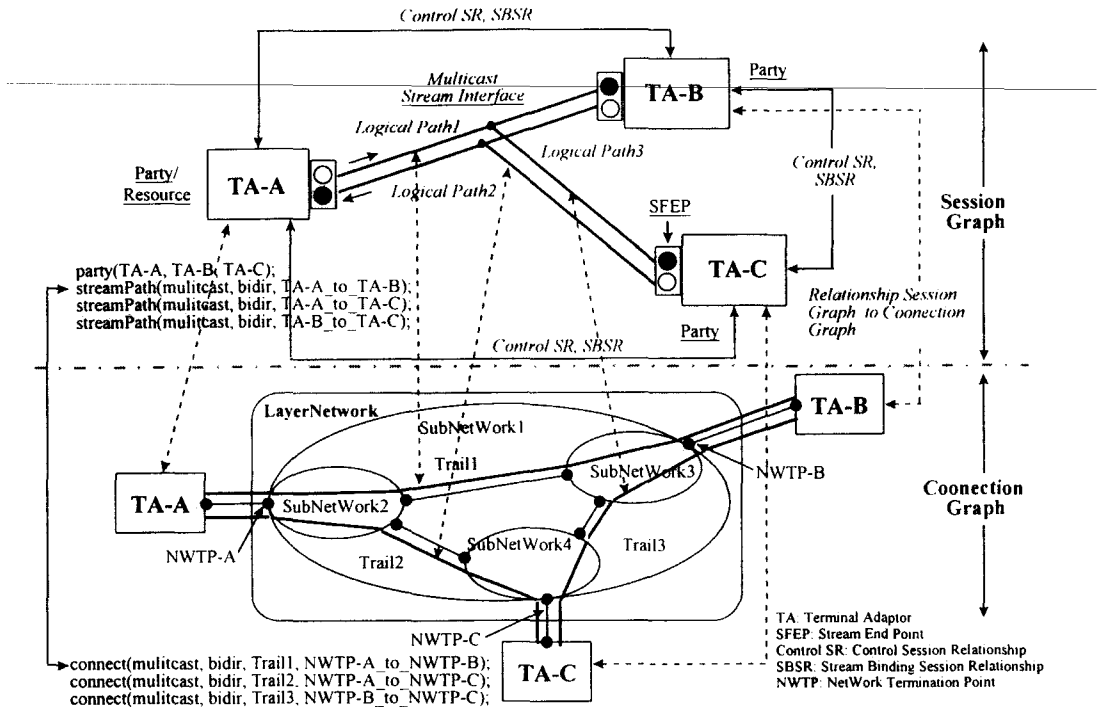 Control SR, SBSR
Party
TA-B
Multicast
Stream Interface
Logical Path1
Logical Path3
Control SR,
SBSR
Party/
Resource
TA-A
Logical Path2
Session
Graph
SFEP
TA-C
party(TA-A, TA-B, TA-C);
streamPath(mulitcast, bidir, TA-A_to_TA-B);
streamPath(mulitcast, bidir, TA-A_to_TA-C);
streamPath(mulitcast, bidir, TA-B_to_TA-C);
Relationship Session
Graph to Coonection
Graph
Party
Control SR, SBSR
LayerNetwork
SubNetWork1
TA-B
Trail1
SubNetWork3
NWTP-B
TA-A
SubNetWork2
Coonection
Graph
SubNetWork4
Trail3
NWTP-A
Trail2
NWTP-C
TA-C
TA: Terminal Adaptor
SFEP: Stream End Point
Control SR: Control Session Relationship
SBSR: Stream Binding Session Relationship
NWTP: NetWork Termination Point
connect(mulitcast, bidir, Trail1, NWTP-A_to_NWTP-B);
connect(mulitcast, bidir, Trail2, NWTP-A_to_NWTP-C);
connect(mulitcast, bidir, Trail3, NWTP-B_to_NWTP-C);